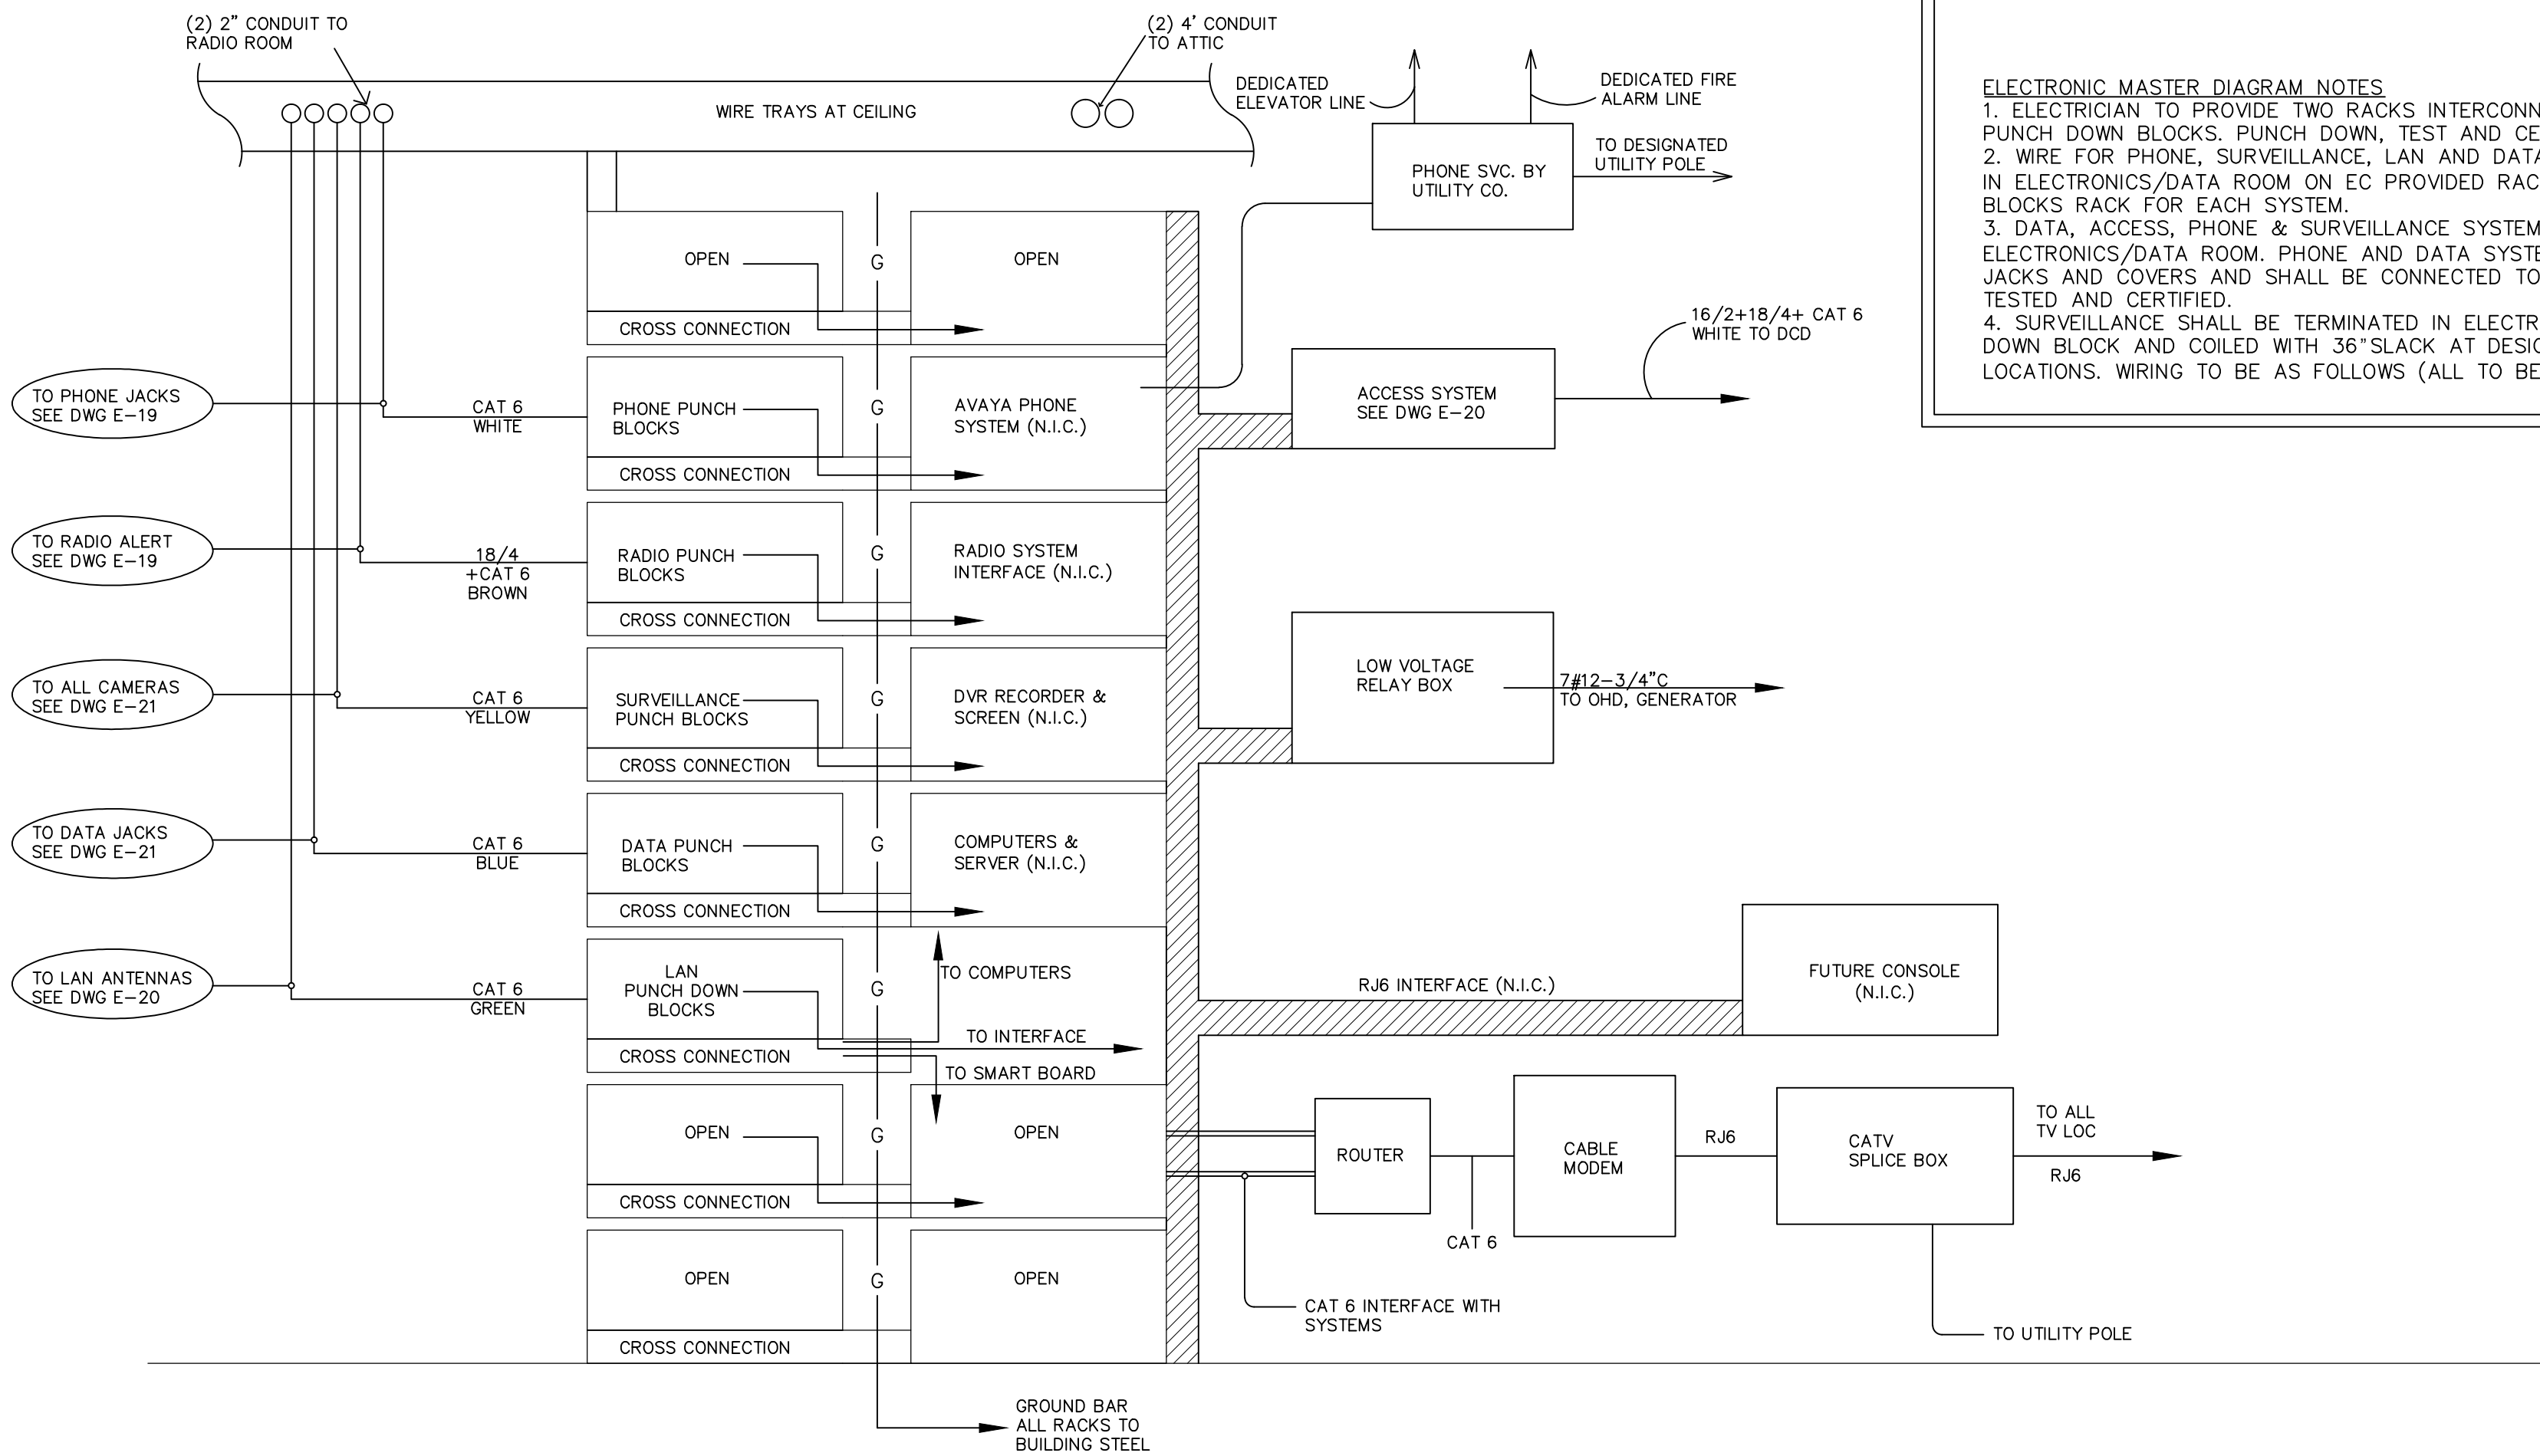 (2) 2" CONDUIT TO
RADIO ROOM
(2) 4' CONDUIT
TO ATTIC
WIRE TRAYS AT CEILING
DEDICATED
ELEVATOR LINE
DEDICATED FIRE
ALARM LINE
PHONE SVC. BY
UTILITY CO.
TO DESIGNATED
UTILITY POLE
ELECTRONIC MASTER DIAGRAM NOTES
1. ELECTRICIAN TO PROVIDE TWO RACKS
PUNCH DOWN BLOCKS. PUNCH DOWN, TEST AND
2. WIRE FOR PHONE, SURVEILLANCE, LAN AND DATA
IN ELECTRONICS/DATA ROOM ON EC PROVIDED
BLOCKS RACK FOR EACH SYSTEM.
3. DATA, ACCESS, PHONE & SURVEILLANCE SYSTEM
ELECTRONICS/DATA ROOM. PHONE AND DATA
JACKS AND COVERS AND SHALL BE CONNECTED TO
TESTED AND CERTIFIED.
4. SURVEILLANCE SHALL BE TERMINATED IN
DOWN BLOCK AND COILED WITH 36"SLACK AT
LOCATIONS. WIRING TO BE AS FOLLOWS (ALL TO BE
OPEN
G
OPEN
CROSS CONNECTION
TO PHONE JACKS
SEE DWG E-19
CAT 6
WHITE
PHONE PUNCH
BLOCKS
G
AVAYA PHONE
SYSTEM (N.I.C.)
CROSS CONNECTION
ACCESS SYSTEM
SEE DWG E-20
16/2+18/4+ CAT 6
WHITE TO DCD
TO RADIO ALERT
SEE DWG E-19
18/4
+CAT 6
BROWN
RADIO PUNCH
BLOCKS
G
RADIO SYSTEM
INTERFACE (N.I.C.)
CROSS CONNECTION
TO ALL CAMERAS
SEE DWG E-21
CAT 6
YELLOW
SURVEILLANCE
PUNCH BLOCKS
G
DVR RECORDER &
SCREEN (N.I.C.)
CROSS CONNECTION
LOW VOLTAGE
RELAY BOX
7#12-3/4"C
TO OHD, GENERATOR
TO DATA JACKS
SEE DWG E-21
CAT 6
BLUE
DATA PUNCH
BLOCKS
G
COMPUTERS &
SERVER (N.I.C.)
CROSS CONNECTION
TO LAN ANTENNAS
SEE DWG E-20
CAT 6
GREEN
LAN
PUNCH DOWN
BLOCKS
G
TO COMPUTERS
TO INTERFACE
CROSS CONNECTION
TO SMART BOARD
RJ6 INTERFACE (N.I.C.)
FUTURE CONSOLE
(N.I.C.)
OPEN
G
OPEN
CROSS CONNECTION
ROUTER
CAT 6
CABLE
MODEM
RJ6
CATV
SPLICE BOX
TO ALL
TV LOC
RJ6
OPEN
G
OPEN
CROSS CONNECTION
CAT 6 INTERFACE WITH
SYSTEMS
TO UTILITY POLE
GROUND BAR
ALL RACKS TO
BUILDING STEEL